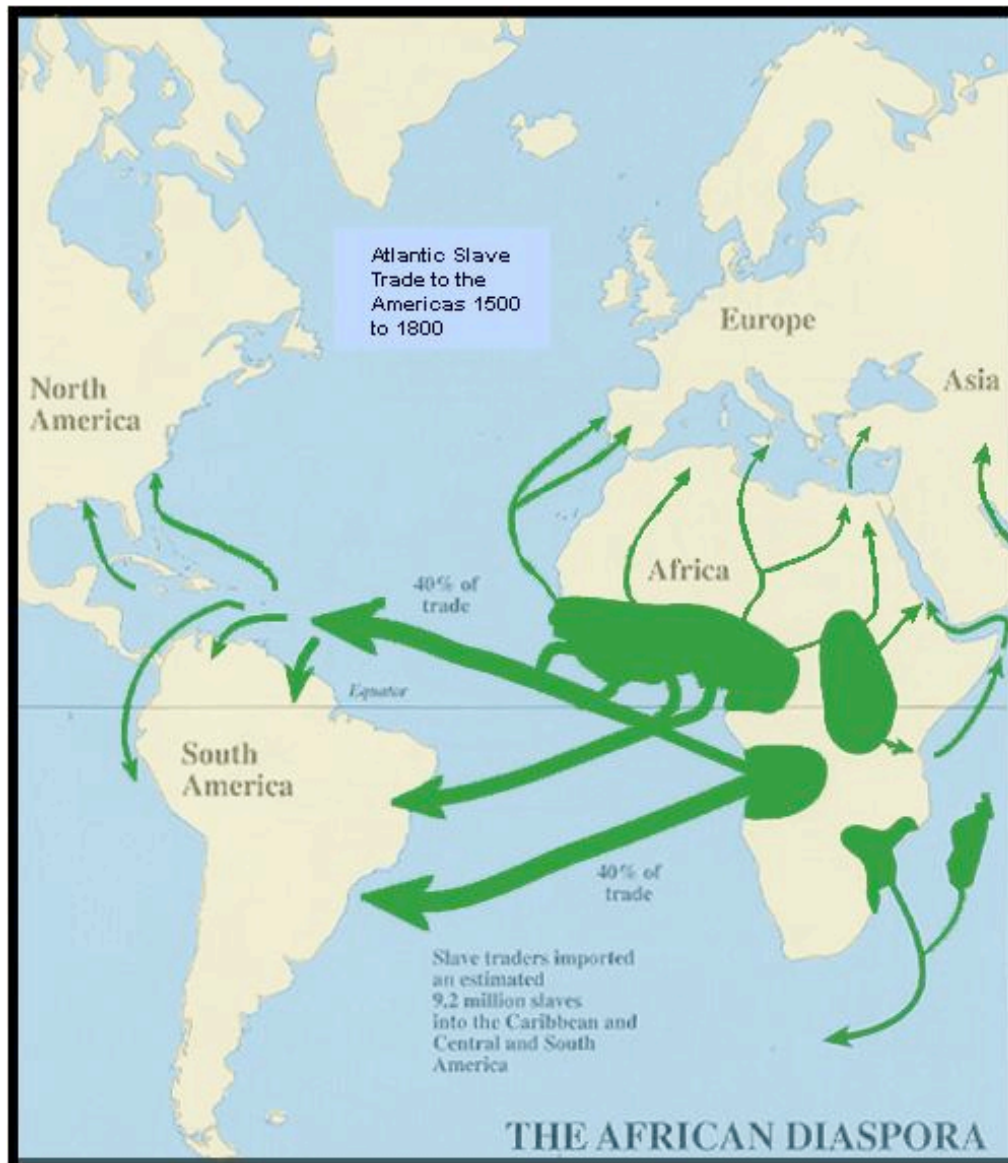 Atlantic Slave
Trade to the
Americas 1500
to 1800
Europe
Asia
North
America
Africa
40% of
trade
Equator
South
America
40% of
trade
Slave traders imported
an estimated
9.2 million slaves
into the Caribbean and
Central and South
America
THE AFRICAN DIASPORA